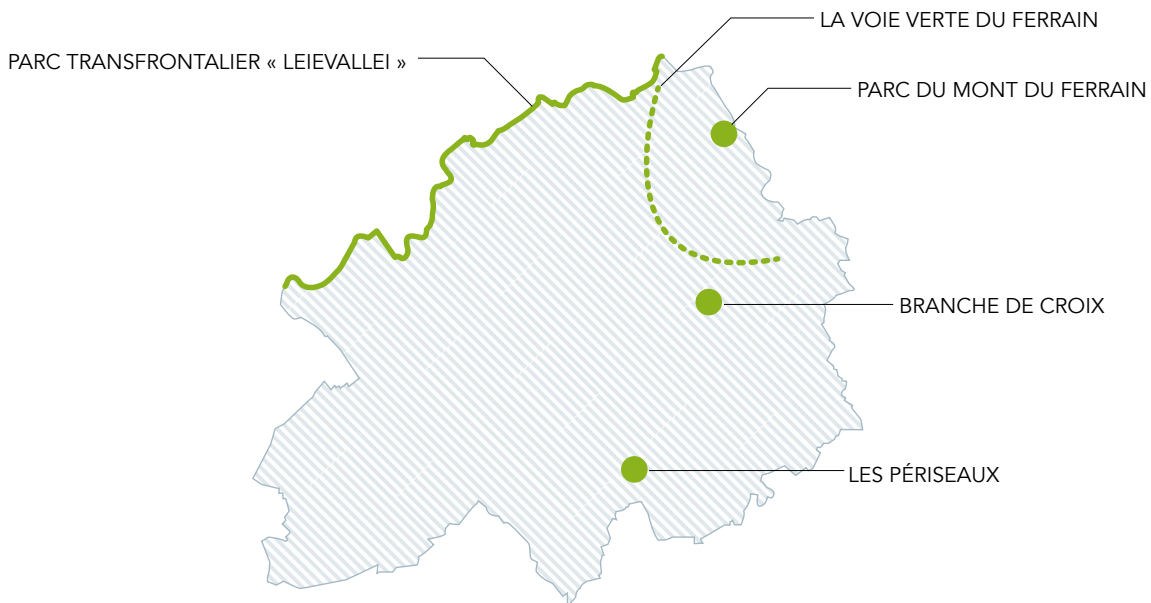 LA VOIE VERTE DU FERRAIN
PARC TRANSFRONTALIER « LEIEVALLEI »
PARC DU MONT DU FERRAIN
BRANCHE DE CROIX
LES PÉRISEAUX